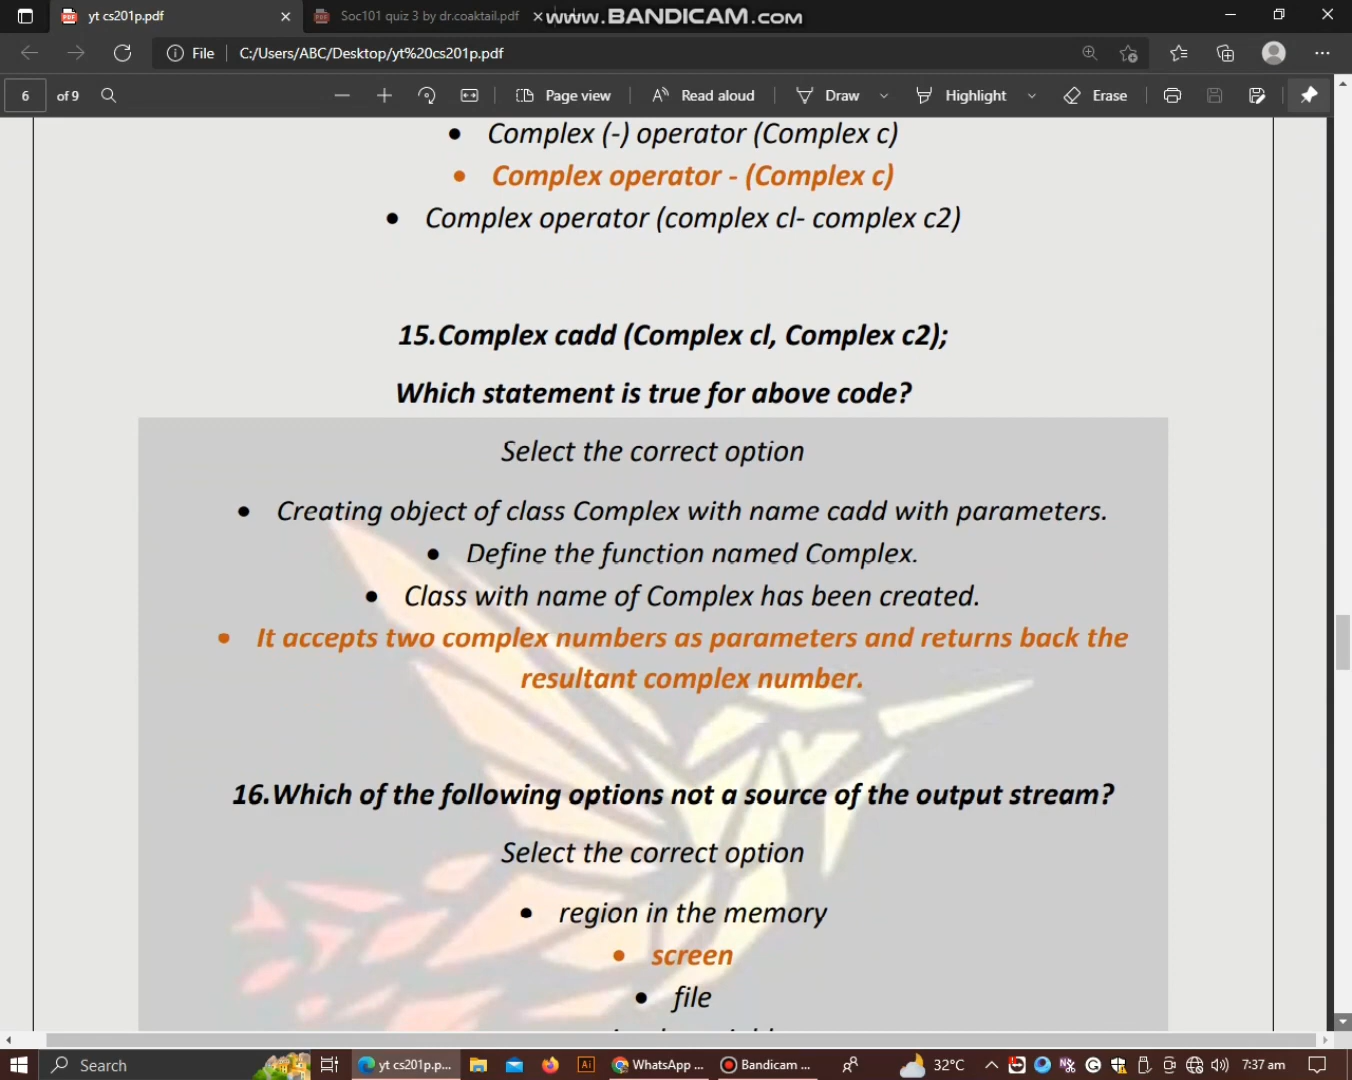 yt cs201p.pdf
Soc101 quiz 3 by dr.coaktail.pdf
www.BANDICAM.com
File
C:/Users/ABC/Desktop/yt%20cs201p.pdf
6 of 9
Page view
Read aloud
Draw
Highlight
Erase
Complex (-) operator (Complex c)
Complex operator - (Complex c)
Complex operator (complex cl- complex c2)
15.Complex cadd (Complex cl, Complex c2);
Which statement is true for above code?
Select the correct option
Creating object of class Complex with name cadd with parameters.
Define the function named Complex.
Class with name of Complex has been created.
It accepts two complex numbers as parameters and returns back the
resultant complex number.
16.Which of the following options not a source of the output stream?
Select the correct option
region in the memory
screen
file
Search
yt cs201p.p...
Ai
WhatsApp ...
Bandicam ...
32°C
7:37 am